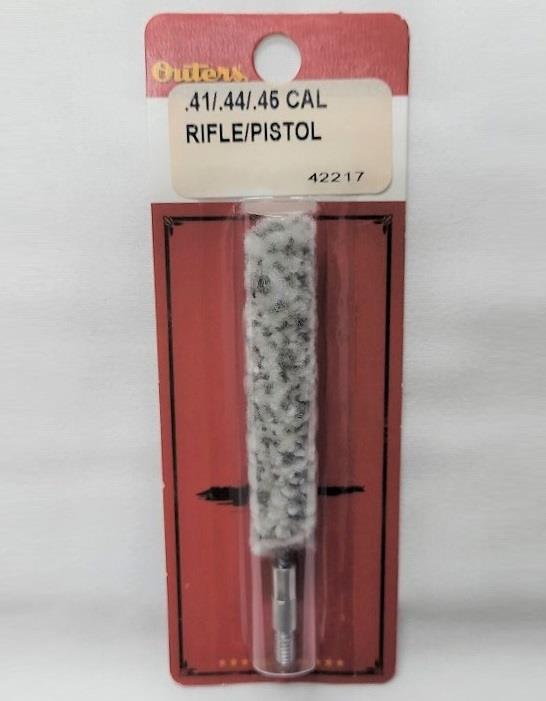 Outers
.41/.44/.45 CAL
RIFLE/PISTOL
42217